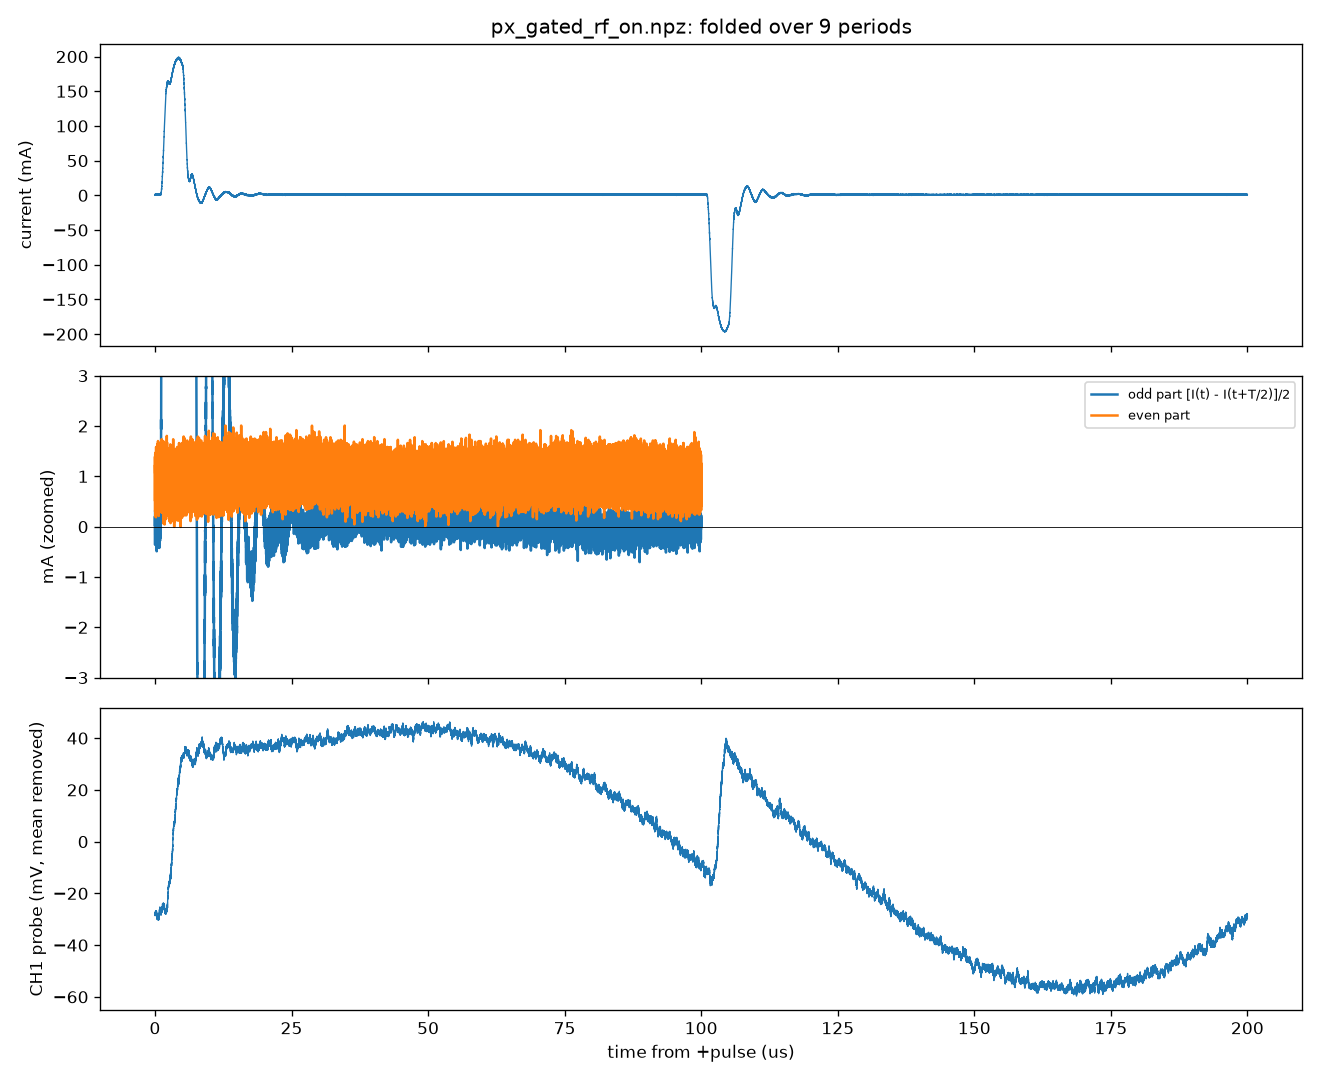 px_gated_rf_on.npz: folded over 9 periods
current (mA)
200
150
100
50
0
−50
−100
−150
−200
mA (zoomed)
3
2
1
0
−1
−2
−3
odd part [I(t) - I(t+T/2)]/2
even part
CH1 probe (mV, mean removed)
40
20
0
−20
−40
−60
0 25 50 75 100 125 150 175 200
time from +pulse (us)